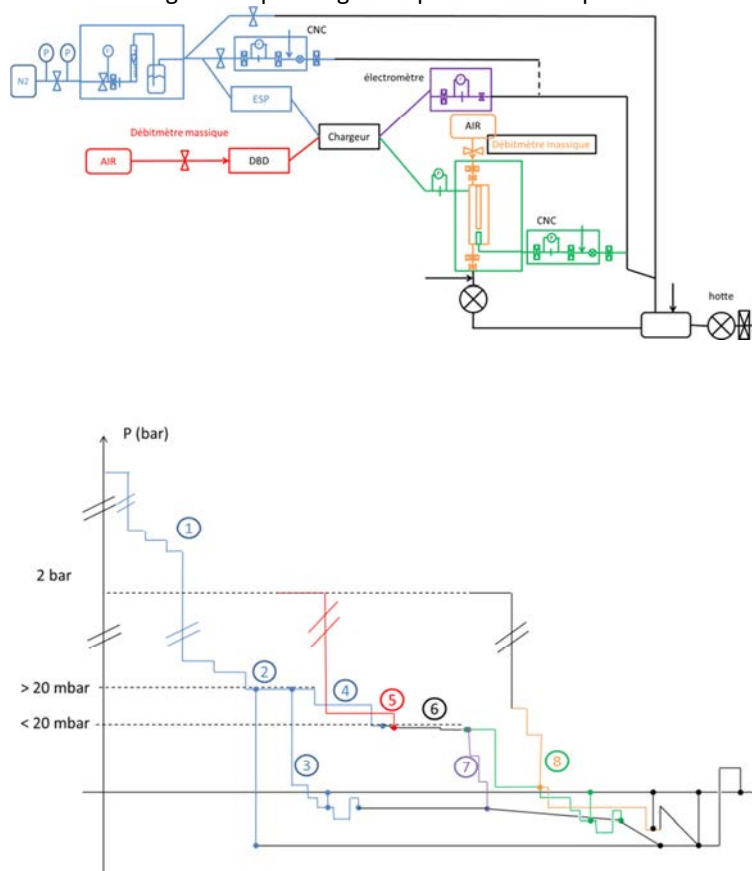 CNC
P P
N2
P
P
électromètre
P
ESP
AIR
Débitmètre massique
Débitmètre massique
Chargeur
AIR
DBD
P
CNC
P
hotte
P (bar)
1
2 bar
2
> 20 mbar
4
5
6
< 20 mbar
3
7
8